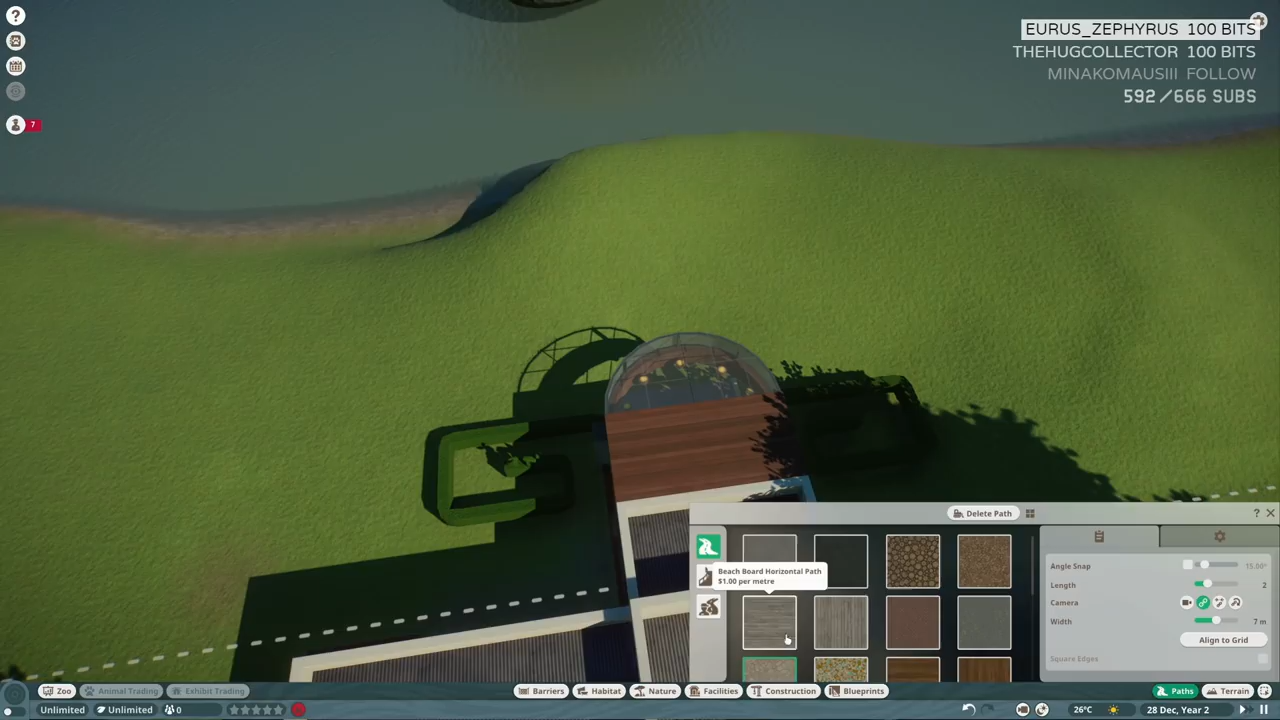 ?
EURUS_ZEPHYRUS 100 BITS
THEHUGCOLLECTOR 100 BITS
MINAKOMAUSIII FOLLOW
592/666 SUBS
7
Delete Path
?
Beach Board Horizontal Path
$1.00 per metre
Angle Snap 15.00°
Length 2
Camera
Width 7 m
Align to Grid
Square Edges
Zoo Animal Trading Exhibit Trading Barriers Habitat Nature Facilities Construction Blueprints Paths Terrain
Unlimited Unlimited 0 26°C 28 Dec, Year 2